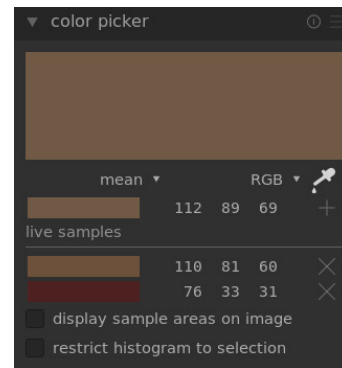 color picker
mean RGB
112 89 69
live samples
110 81 60
76 33 31
display sample areas on image
restrict histogram to selection